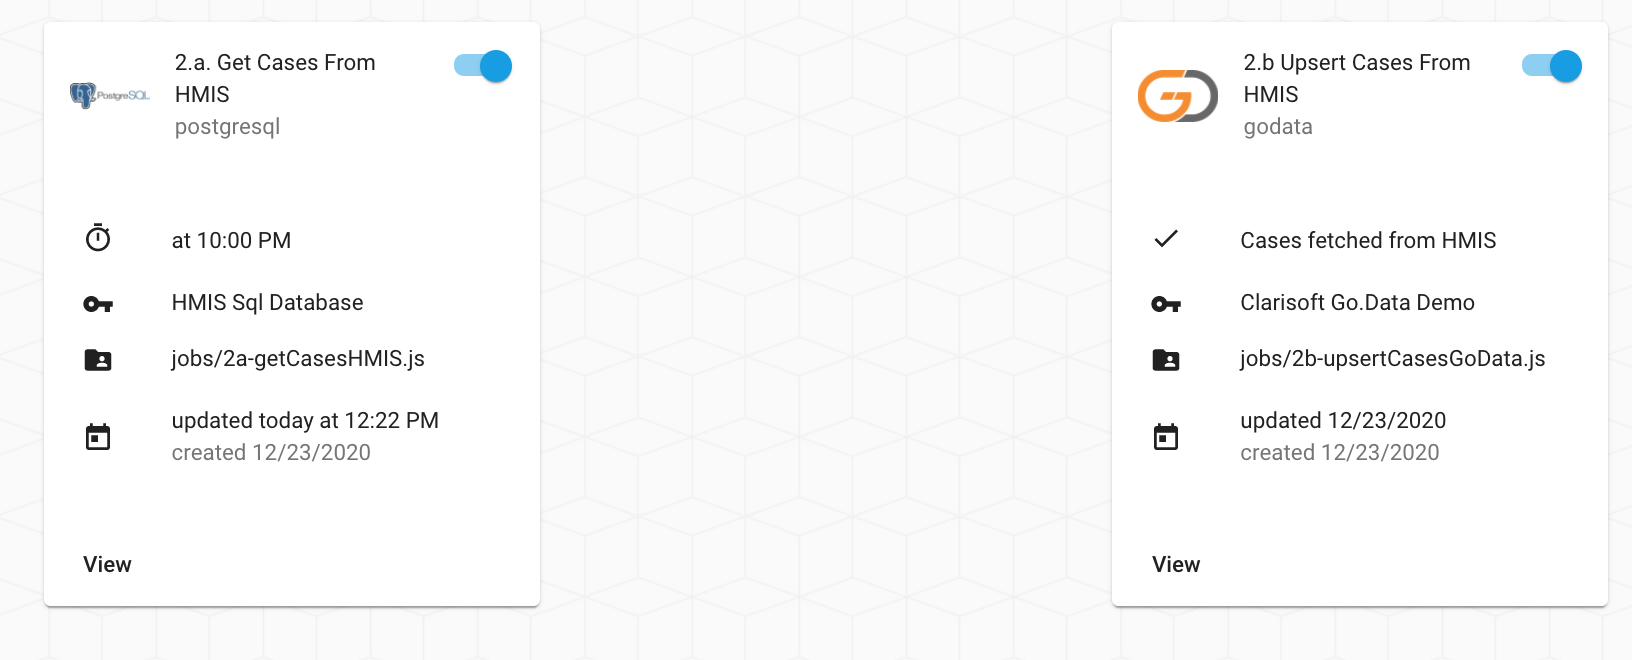 2.a. Get Cases From
HMIS
postgresql
PostgreSQL
at 10:00 PM
HMIS Sql Database
jobs/2a-getCasesHMIS.js
updated today at 12:22 PM
created 12/23/2020
View
2.b Upsert Cases From
HMIS
godata
Cases fetched from HMIS
Clarisoft Go.Data Demo
jobs/2b-upsertCasesGoData.js
updated 12/23/2020
created 12/23/2020
View